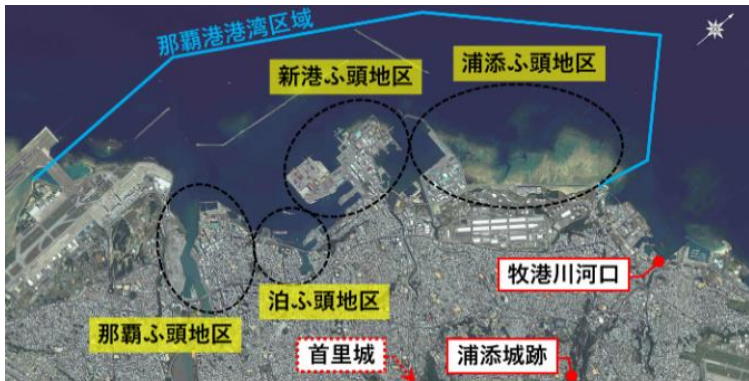 那覇港港湾区域
新港ふ頭地区
浦添ふ頭地区
牧港川河口
泊ふ頭地区
那覇ふ頭地区
首里城
浦添城跡